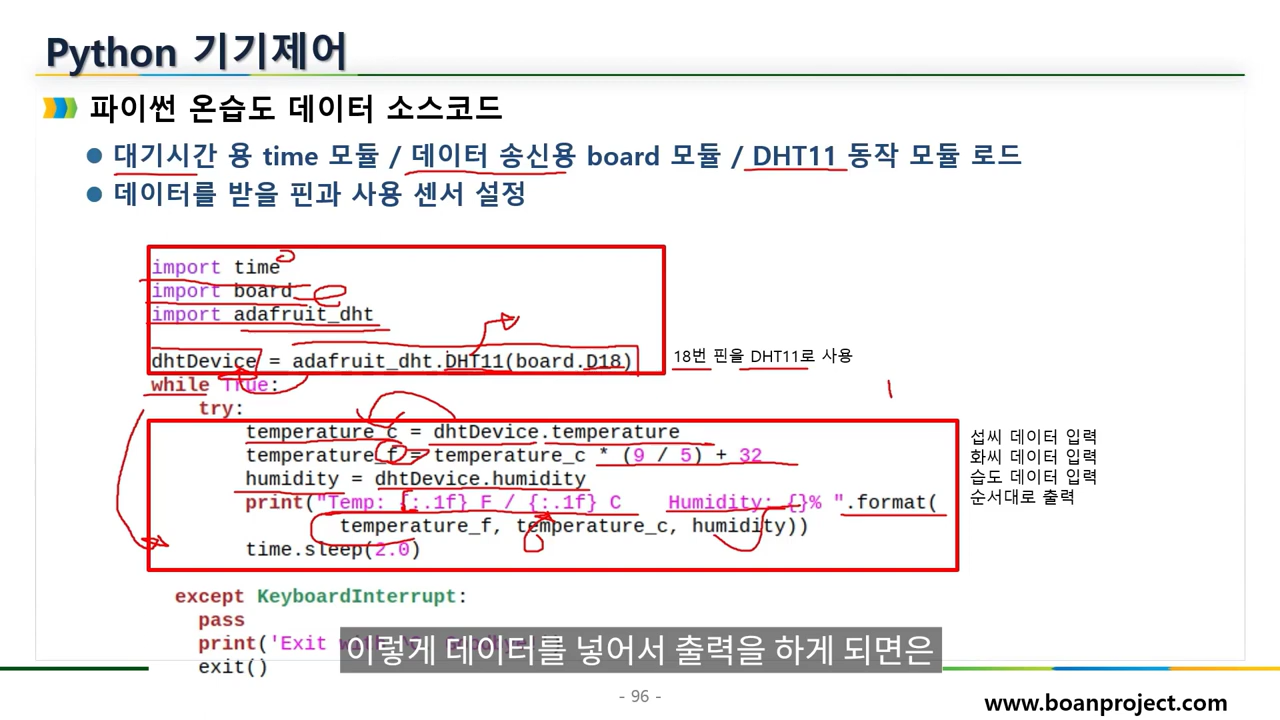 Python 기기제어
파이썬 온습도 데이터 소스코드
대기시간 용 time 모듈 / 데이터 송신용 board 모듈 / DHT11 동작 모듈 로드
데이터를 받을 핀과 사용 센서 설정
import time
import board
import adafruit_dht
dhtDevice = adafruit_dht.DHT11(board.D18)
18번 핀을 DHT11로 사용
while True:
try:
temperature_c = dhtDevice.temperature
temperature_f = temperature_c * (9 / 5) + 32
humidity = dhtDevice.humidity
print("Temp: {:.1f} F / {:.1f} C    Humidity: {}% ".format(
temperature_f, temperature_c, humidity))
time.sleep(2.0)
섭씨 데이터 입력
화씨 데이터 입력
습도 데이터 입력
순서대로 출력
except KeyboardInterrupt:
pass
print('Exit
exit()
이렇게 데이터를 넣어서 출력을 하게 되면은
- 96 -
www.boanproject.com